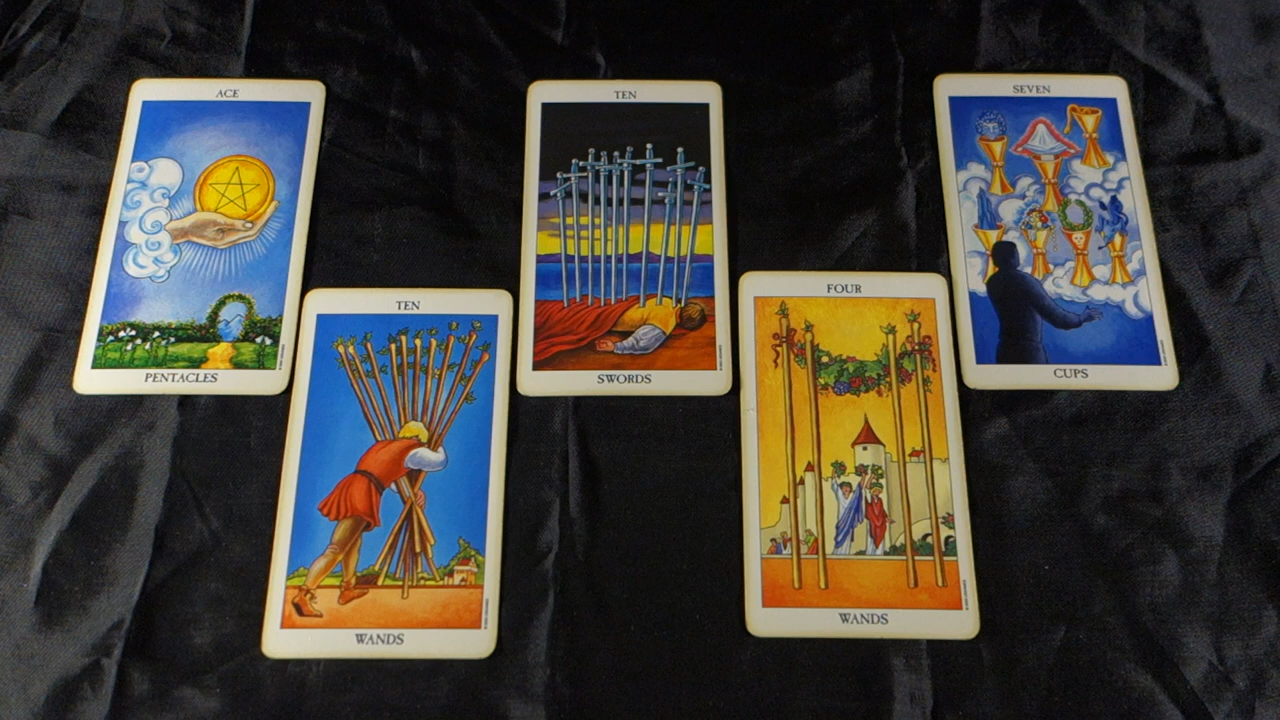 ACE
PENTACLES
TEN
WANDS
TEN
SWORDS
FOUR
WANDS
SEVEN
CUPS